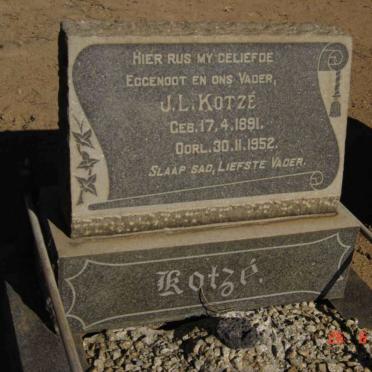 HIER RUS MY GELIEFDE
EGGENOOT EN ONS VADER,
J.L. KOTZÉ
GEB. 17.4.1891.
OORL. 30.11.1952.
SLAAP GAD, LIEFSTE VADER.
Kotzé.